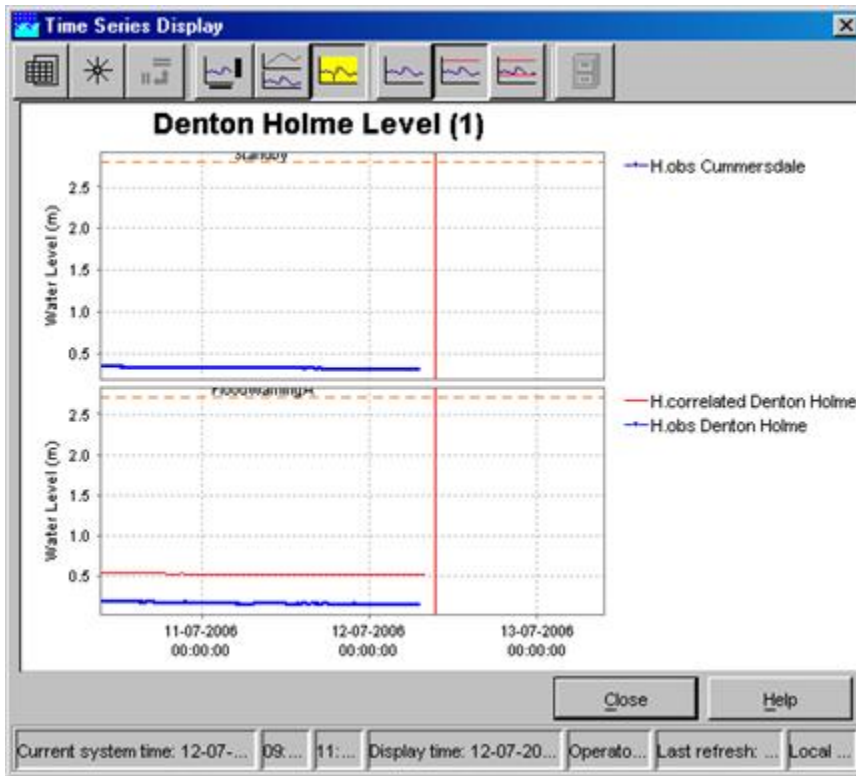 Time Series Display
Denton Holme Level (1)
Standby
H.obs Cummersdale
Water Level (m)
2.5
2.0
1.5
1.0
0.5
FloodWarningA
H.correlated Denton Holme
H.obs Denton Holme
Water Level (m)
2.5
2.0
1.5
1.0
0.5
11-07-2006 12-07-2006 13-07-2006
00:00:00 00:00:00 00:00:00
Close Help
Current system time: 12-07-... 09:... 11:... Display time: 12-07-20... Operato... Last refresh: ... Local ...